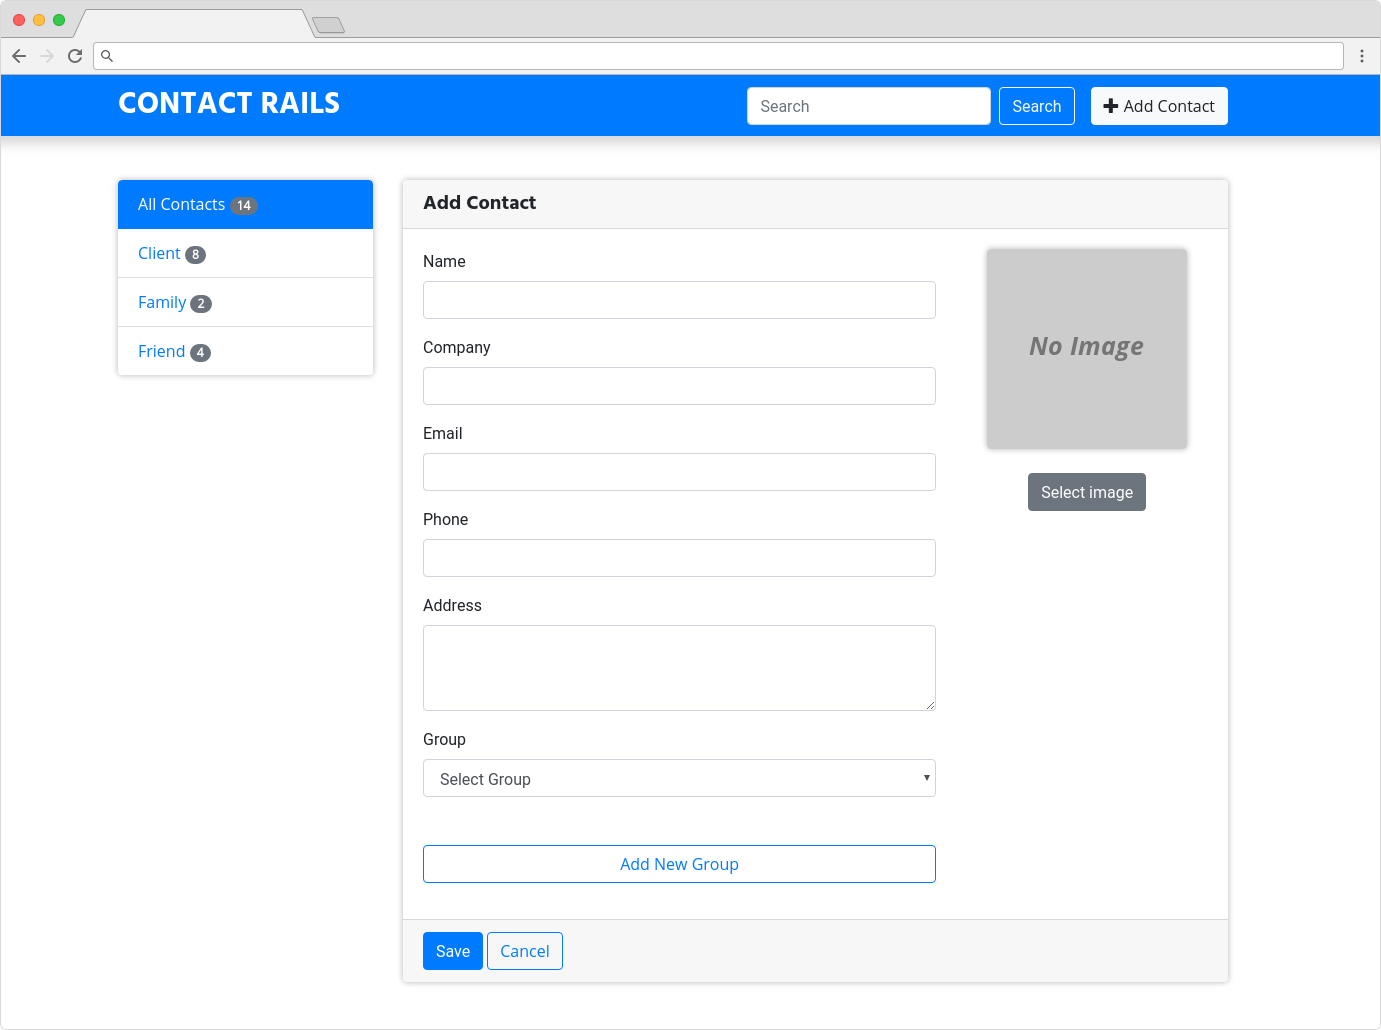 CONTACT RAILS
Search
Search
Add Contact
All Contacts 14
Client 8
Family 2
Friend 4
Add Contact
Name
Company
Email
Phone
Address
Group
Select Group
Add New Group
No Image
Select image
Save
Cancel